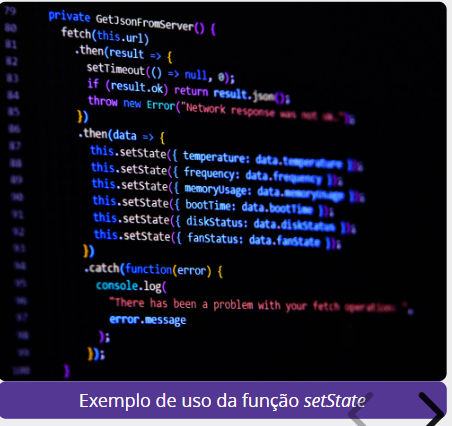 79 private GetJsonFromServer() {
80 fetch(this.url)
81 .then(result => {
82 setTimeout(() => null, 0);
83 if (result.ok) return result.json();
84 throw new Error("Network response was not ok.");
85 })
86 .then(data => {
87 this.setState({ temperature: data.temperature });
88 this.setState({ frequency: data.frequency });
89 this.setState({ memoryUsage: data.memoryUsage });
90 this.setState({ bootTime: data.bootTime });
91 this.setState({ diskStatus: data.diskStatus });
92 this.setState({ fanStatus: data.fanState });
93 })
94 .catch(function(error) {
95 console.log(
96 "There has been a problem with your fetch operation: ",
97 error.message
98 );
99 });
100 }
Exemplo de uso da função setState